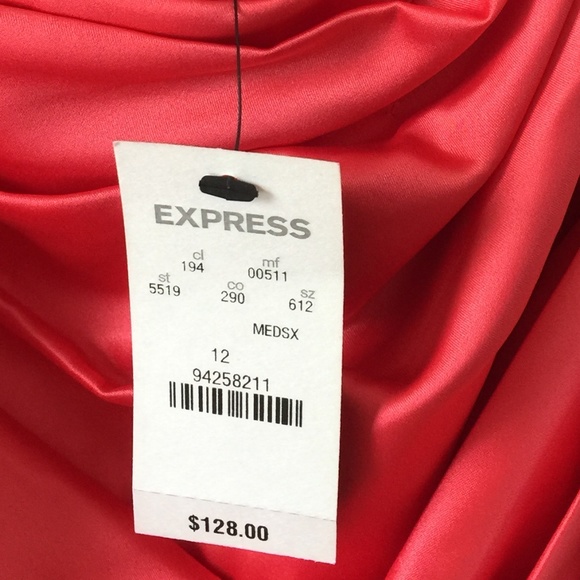 EXPRESS
cl mf
194 00511
st co sz
5519 290 612
MEDSX
12
94258211
$128.00